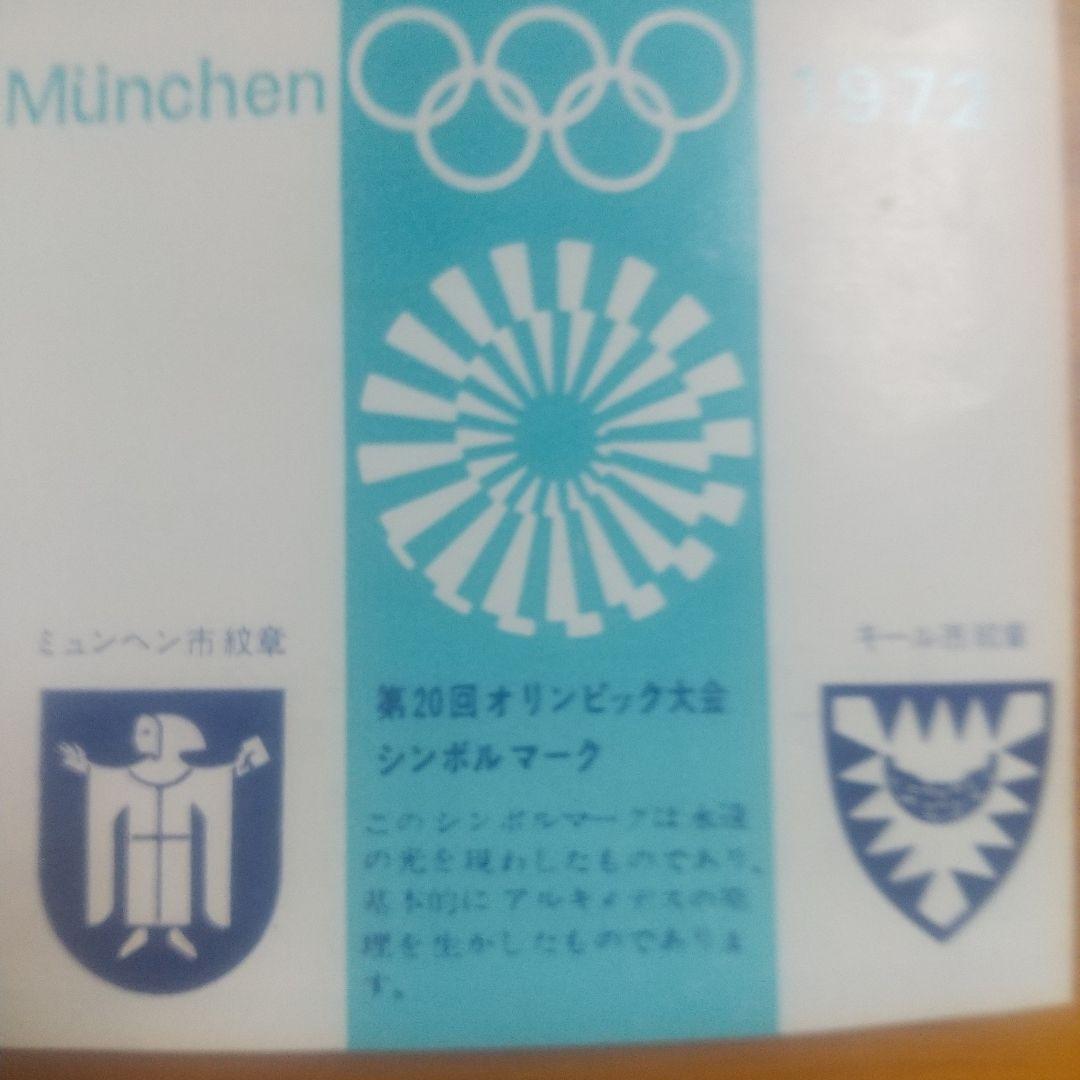 München
1972
ミュンヘン市紋章
キール市紋章
第20回オリンピック大会
シンボルマーク
このシンボルマークは永遠
の光を現わしたものであり、
基本的にアルキメデスの原
理を生かしたものでありま
す。